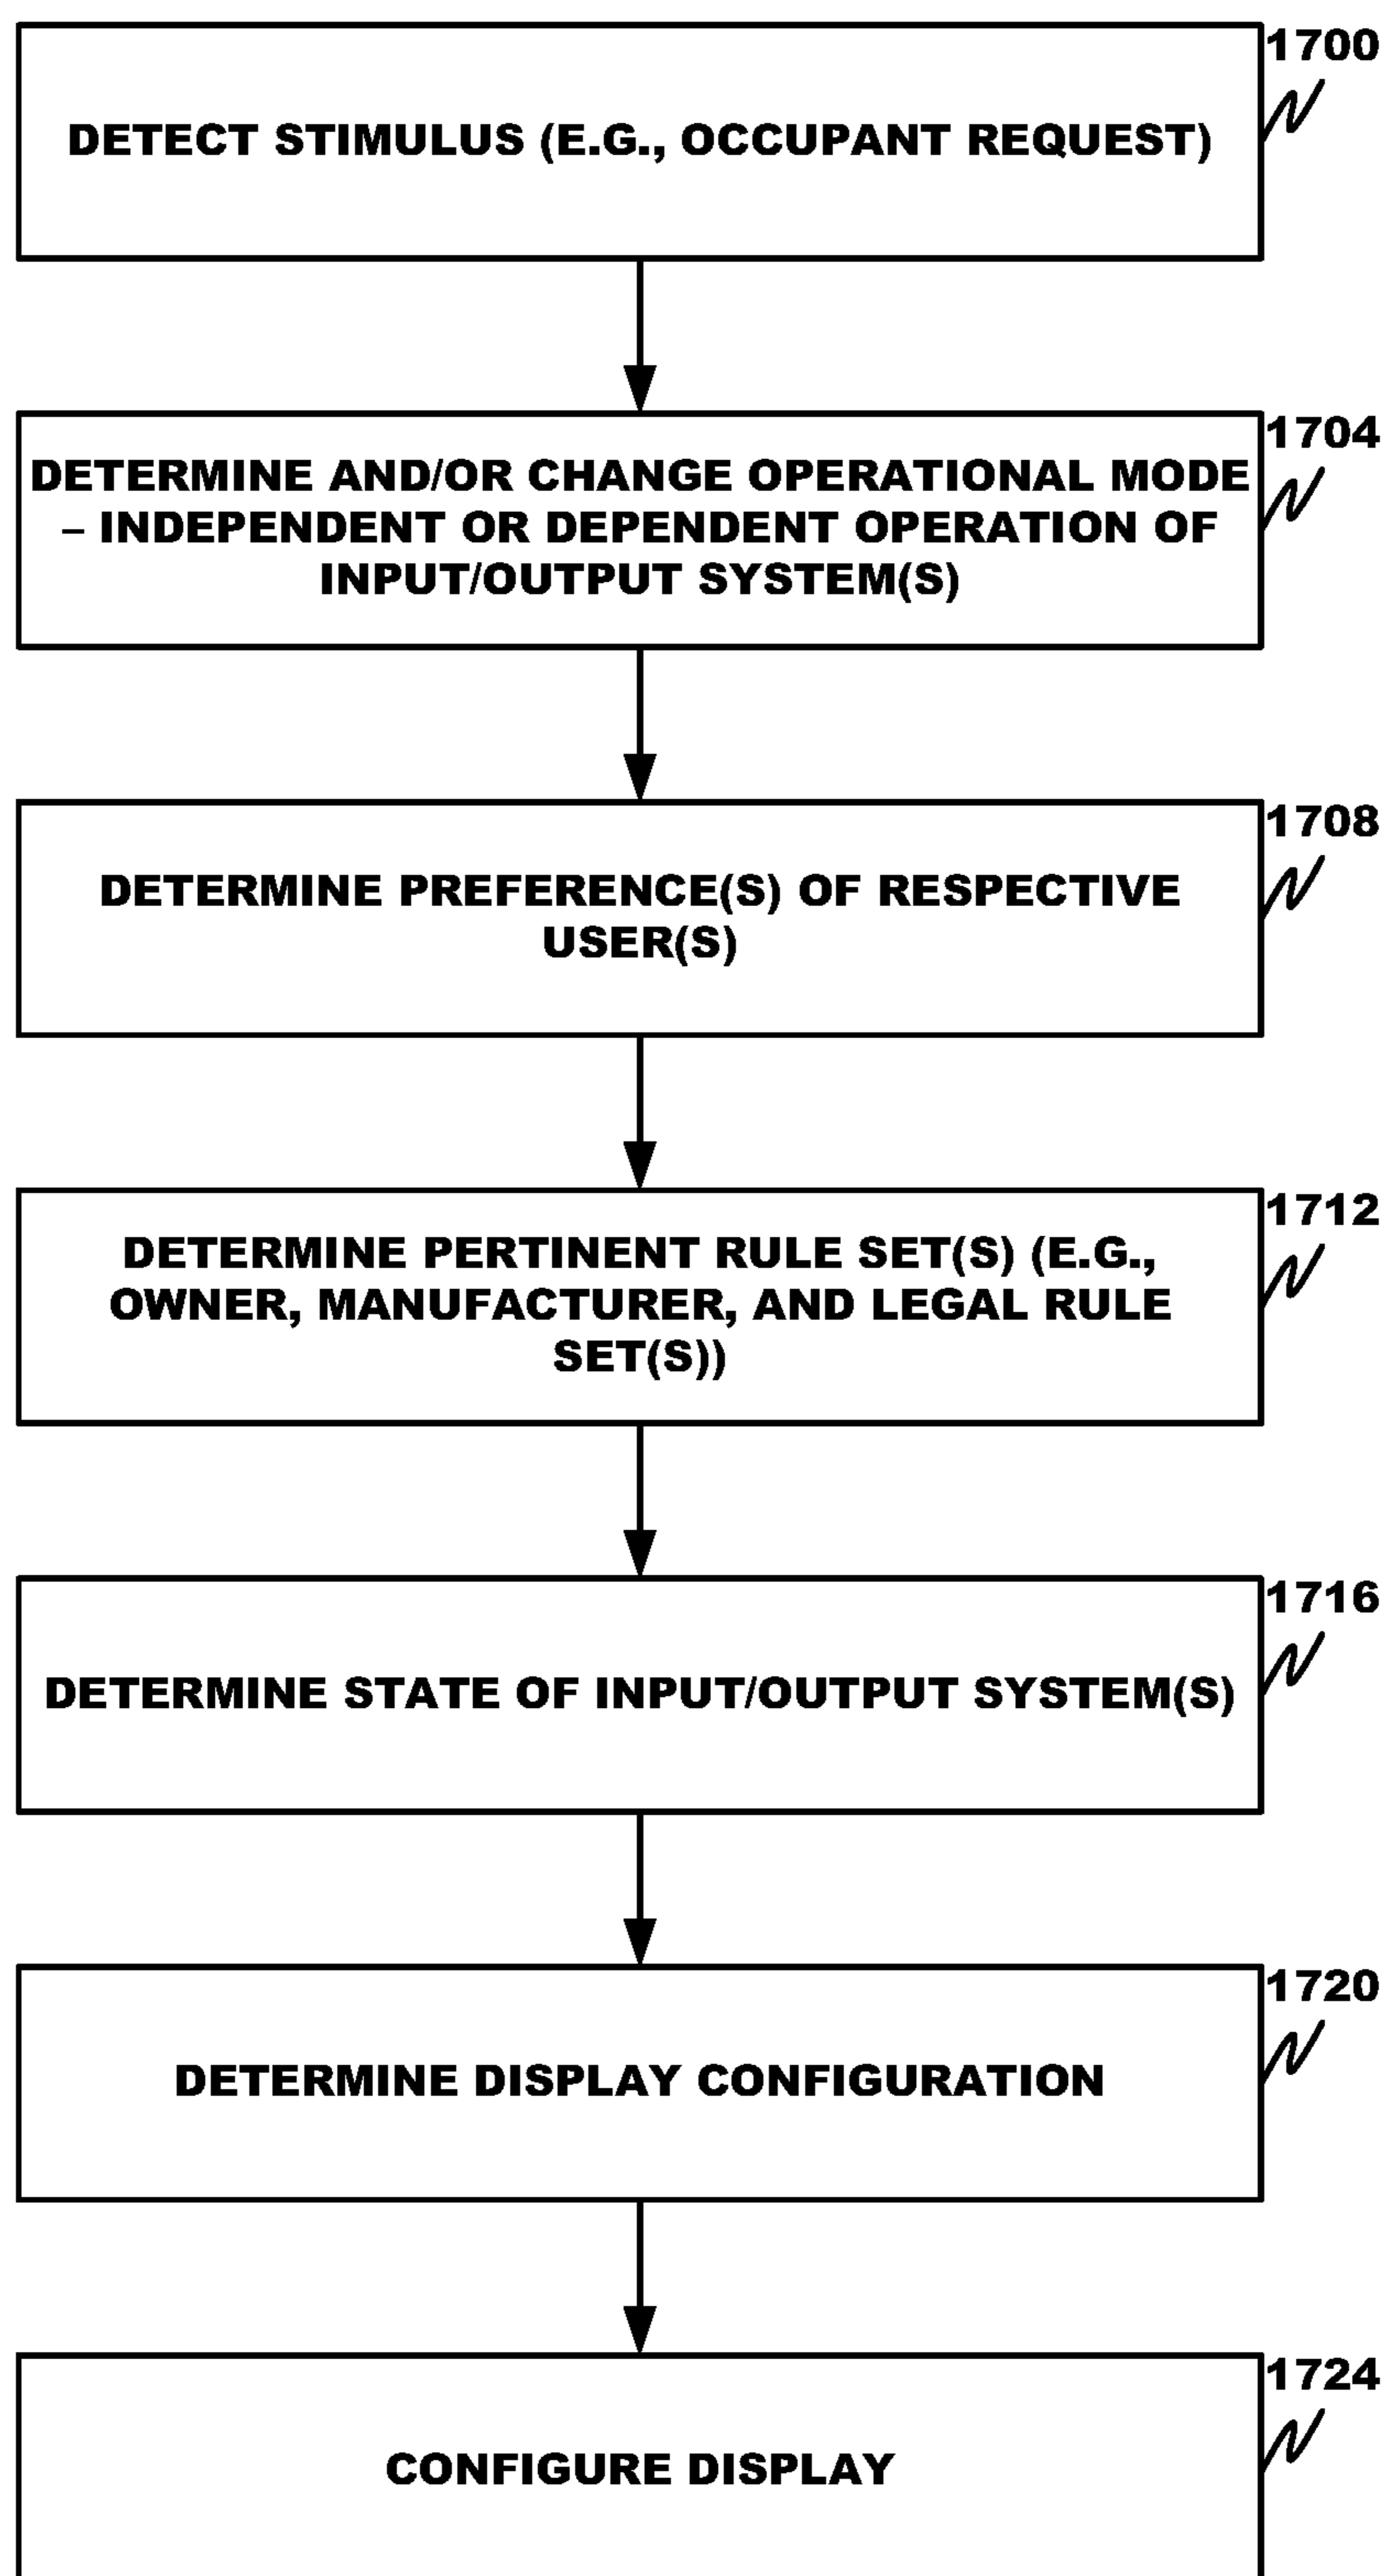 1700
DETECT STIMULUS (E.G., OCCUPANT REQUEST)
1704
DETERMINE AND/OR CHANGE OPERATIONAL MODE
– INDEPENDENT OR DEPENDENT OPERATION OF
INPUT/OUTPUT SYSTEM(S)
1708
DETERMINE PREFERENCE(S) OF RESPECTIVE
USER(S)
1712
DETERMINE PERTINENT RULE SET(S) (E.G.,
OWNER, MANUFACTURER, AND LEGAL RULE
SET(S))
1716
DETERMINE STATE OF INPUT/OUTPUT SYSTEM(S)
1720
DETERMINE DISPLAY CONFIGURATION
1724
CONFIGURE DISPLAY